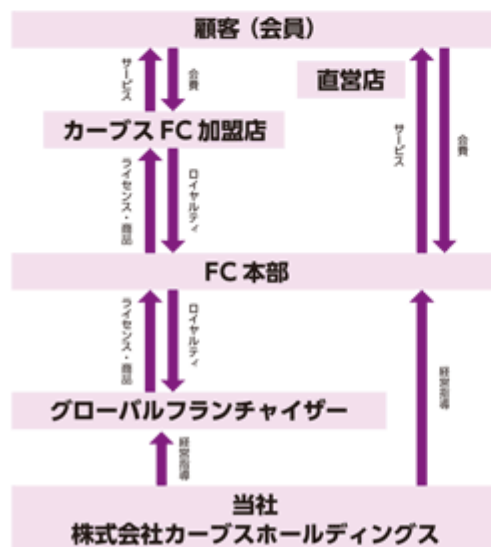 顧客（会員）
サービス
会費
直営店
カーブスFC加盟店
サービス
会費
ライセンス・商品
ロイヤルティ
FC本部
ライセンス・商品
ロイヤルティ
経営指導
グローバルフランチャイザー
経営指導
当社
株式会社カーブスホールディングス